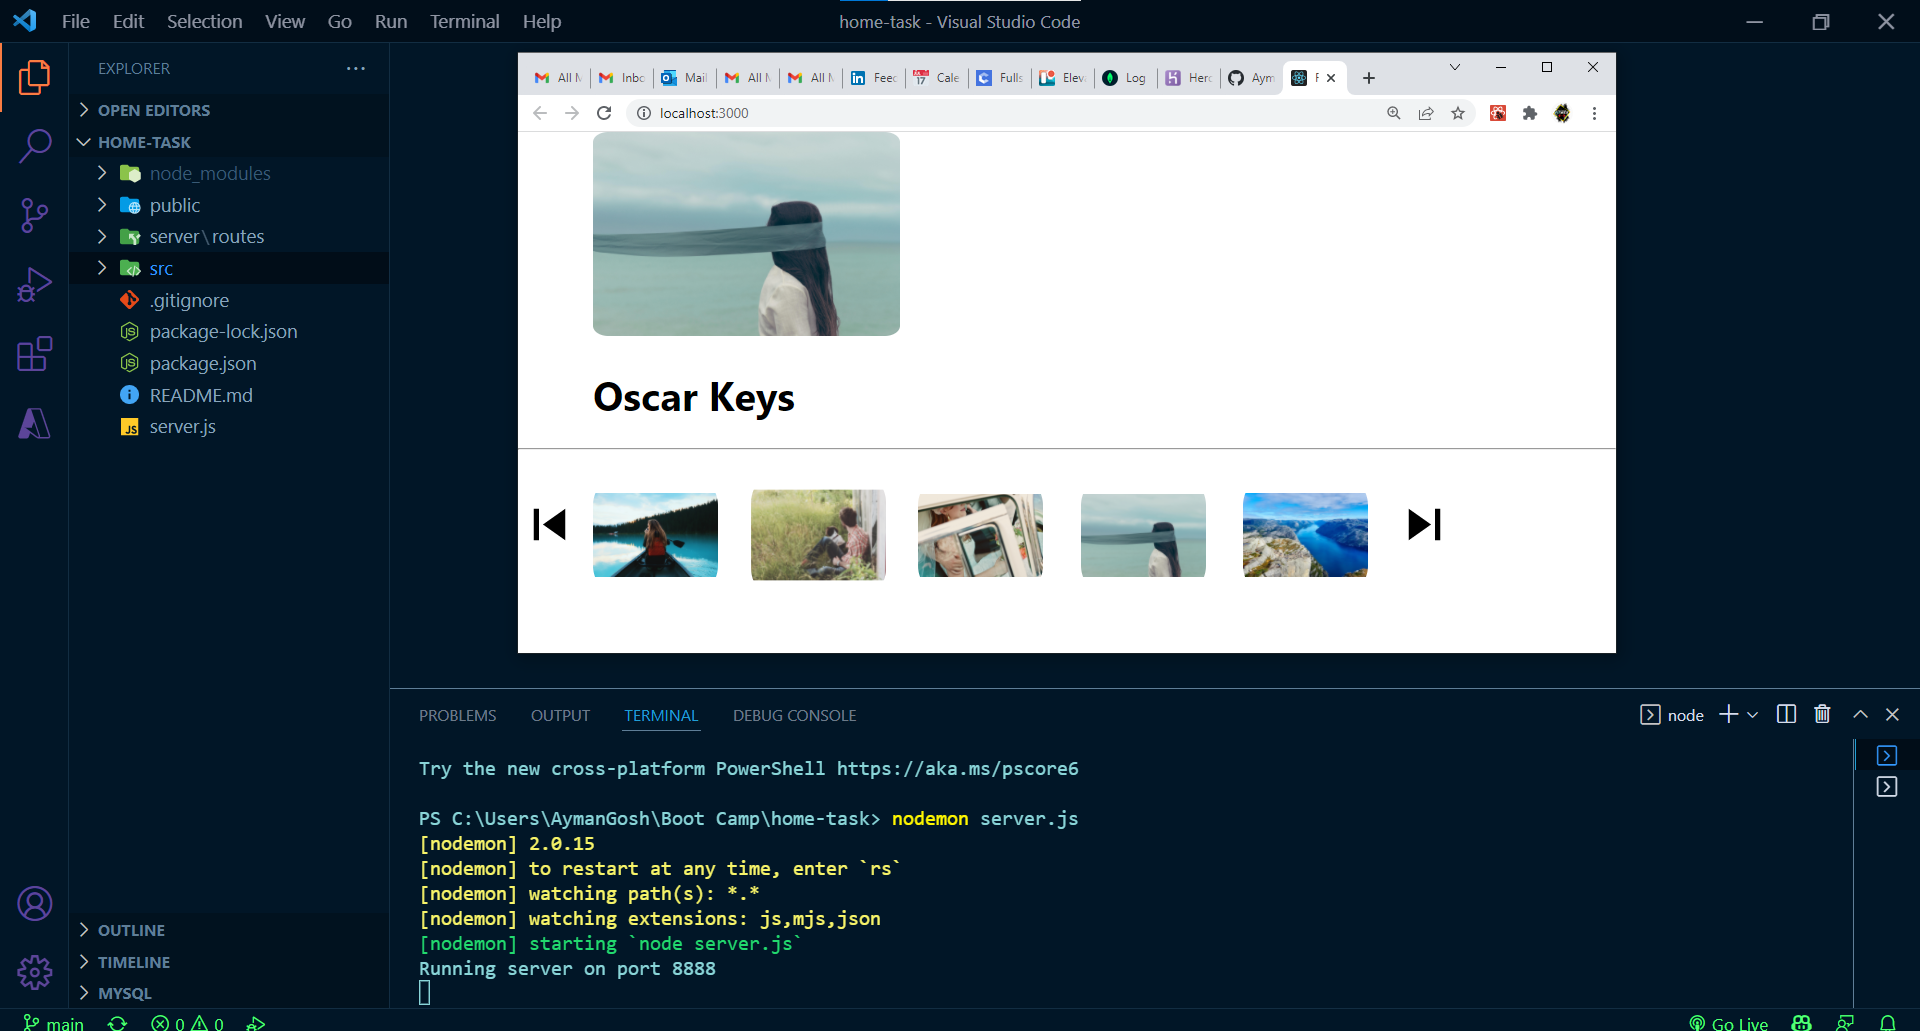 File Edit Selection View Go Run Terminal Help
home-task - Visual Studio Code
EXPLORER
OPEN EDITORS
HOME-TASK
node_modules
public
server\routes
src
.gitignore
package-lock.json
package.json
README.md
server.js
OUTLINE
TIMELINE
MYSQL
All M Inbo Mail All M All M Feed Cale Fulls Eleva Log Hero Aym
localhost:3000
Oscar Keys
PROBLEMS OUTPUT TERMINAL DEBUG CONSOLE
node
Try the new cross-platform PowerShell https://aka.ms/pscore6
PS C:\Users\AymanGosh\Boot Camp\home-task> nodemon server.js
[nodemon] 2.0.15
[nodemon] to restart at any time, enter `rs`
[nodemon] watching path(s): *.*
[nodemon] watching extensions: js,mjs,json
[nodemon] starting `node server.js`
Running server on port 8888
main 0 0 Go Live